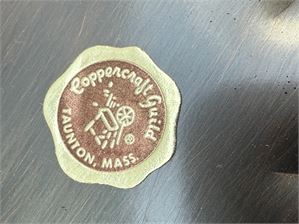 Coppercraft Guild
TAUNTON, MASS.